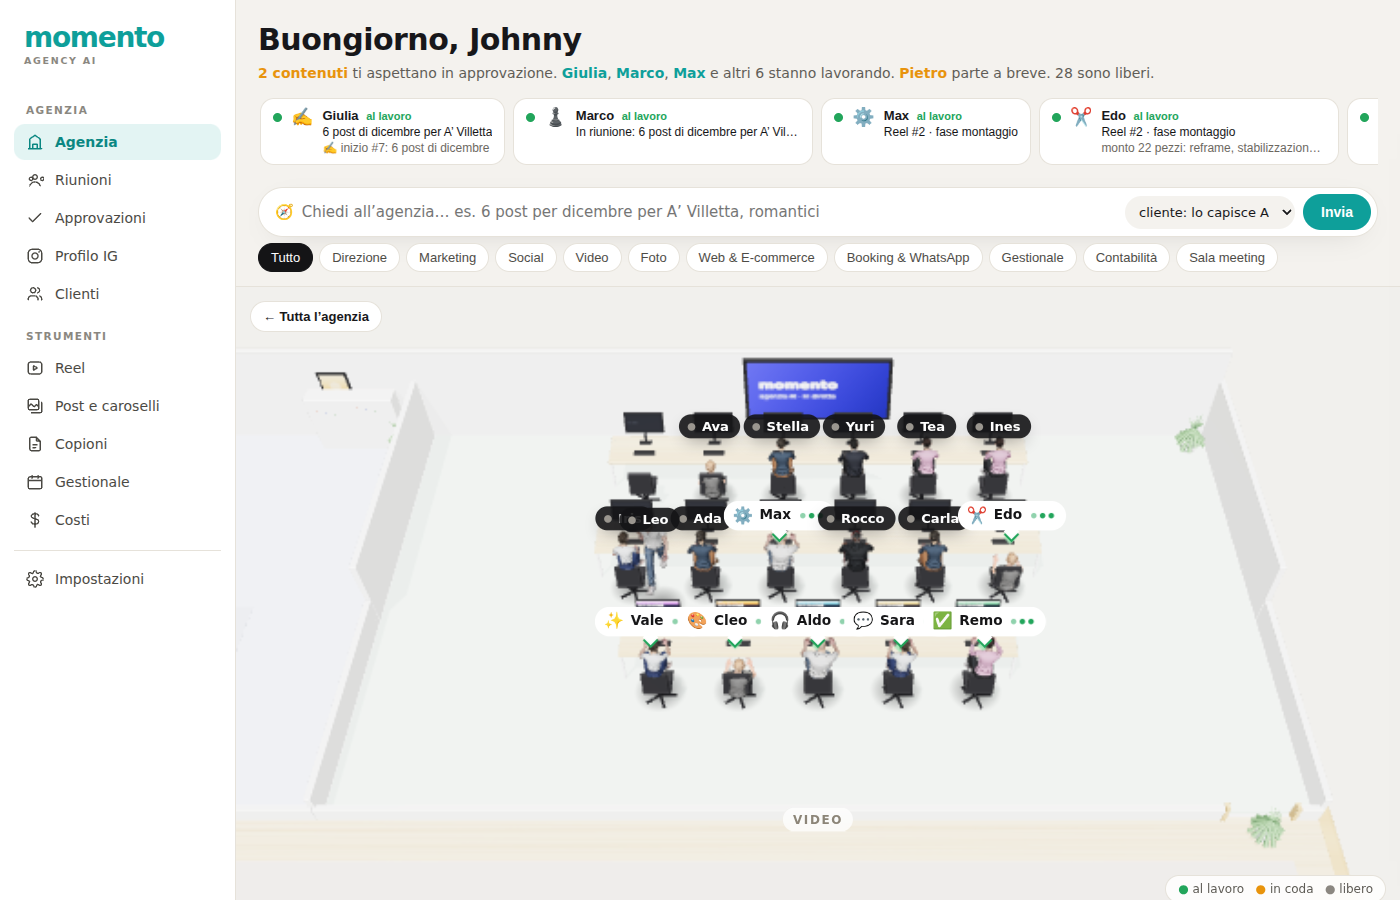 momento
AGENCY AI
AGENZIA
Agenzia
Riunioni
Approvazioni
Profilo IG
Clienti
STRUMENTI
Reel
Post e caroselli
Copioni
Gestionale
Costi
Impostazioni
Buongiorno, Johnny
2 contenuti ti aspettano in approvazione. Giulia, Marco, Max e altri 6 stanno lavorando. Pietro parte a breve. 28 sono liberi.
Giulia al lavoro
6 post di dicembre per A’ Villetta
✍️ inizio #7: 6 post di dicembre
Marco al lavoro
In riunione: 6 post di dicembre per A’ Vil…
Max al lavoro
Reel #2 · fase montaggio
Edo al lavoro
Reel #2 · fase montaggio
monto 22 pezzi: reframe, stabilizzazion…
Chiedi all’agenzia… es. 6 post per dicembre per A’ Villetta, romantici
cliente: lo capisce A
Invia
Tutto
Direzione
Marketing
Social
Video
Foto
Web & E-commerce
Booking & WhatsApp
Gestionale
Contabilità
Sala meeting
← Tutta l’agenzia
momento
Ava
Stella
Yuri
Tea
Ines
Leo
Ada
Max
Rocco
Carla
Edo
Vale
Cleo
Aldo
Sara
Remo
VIDEO
al lavoro
in coda
libero